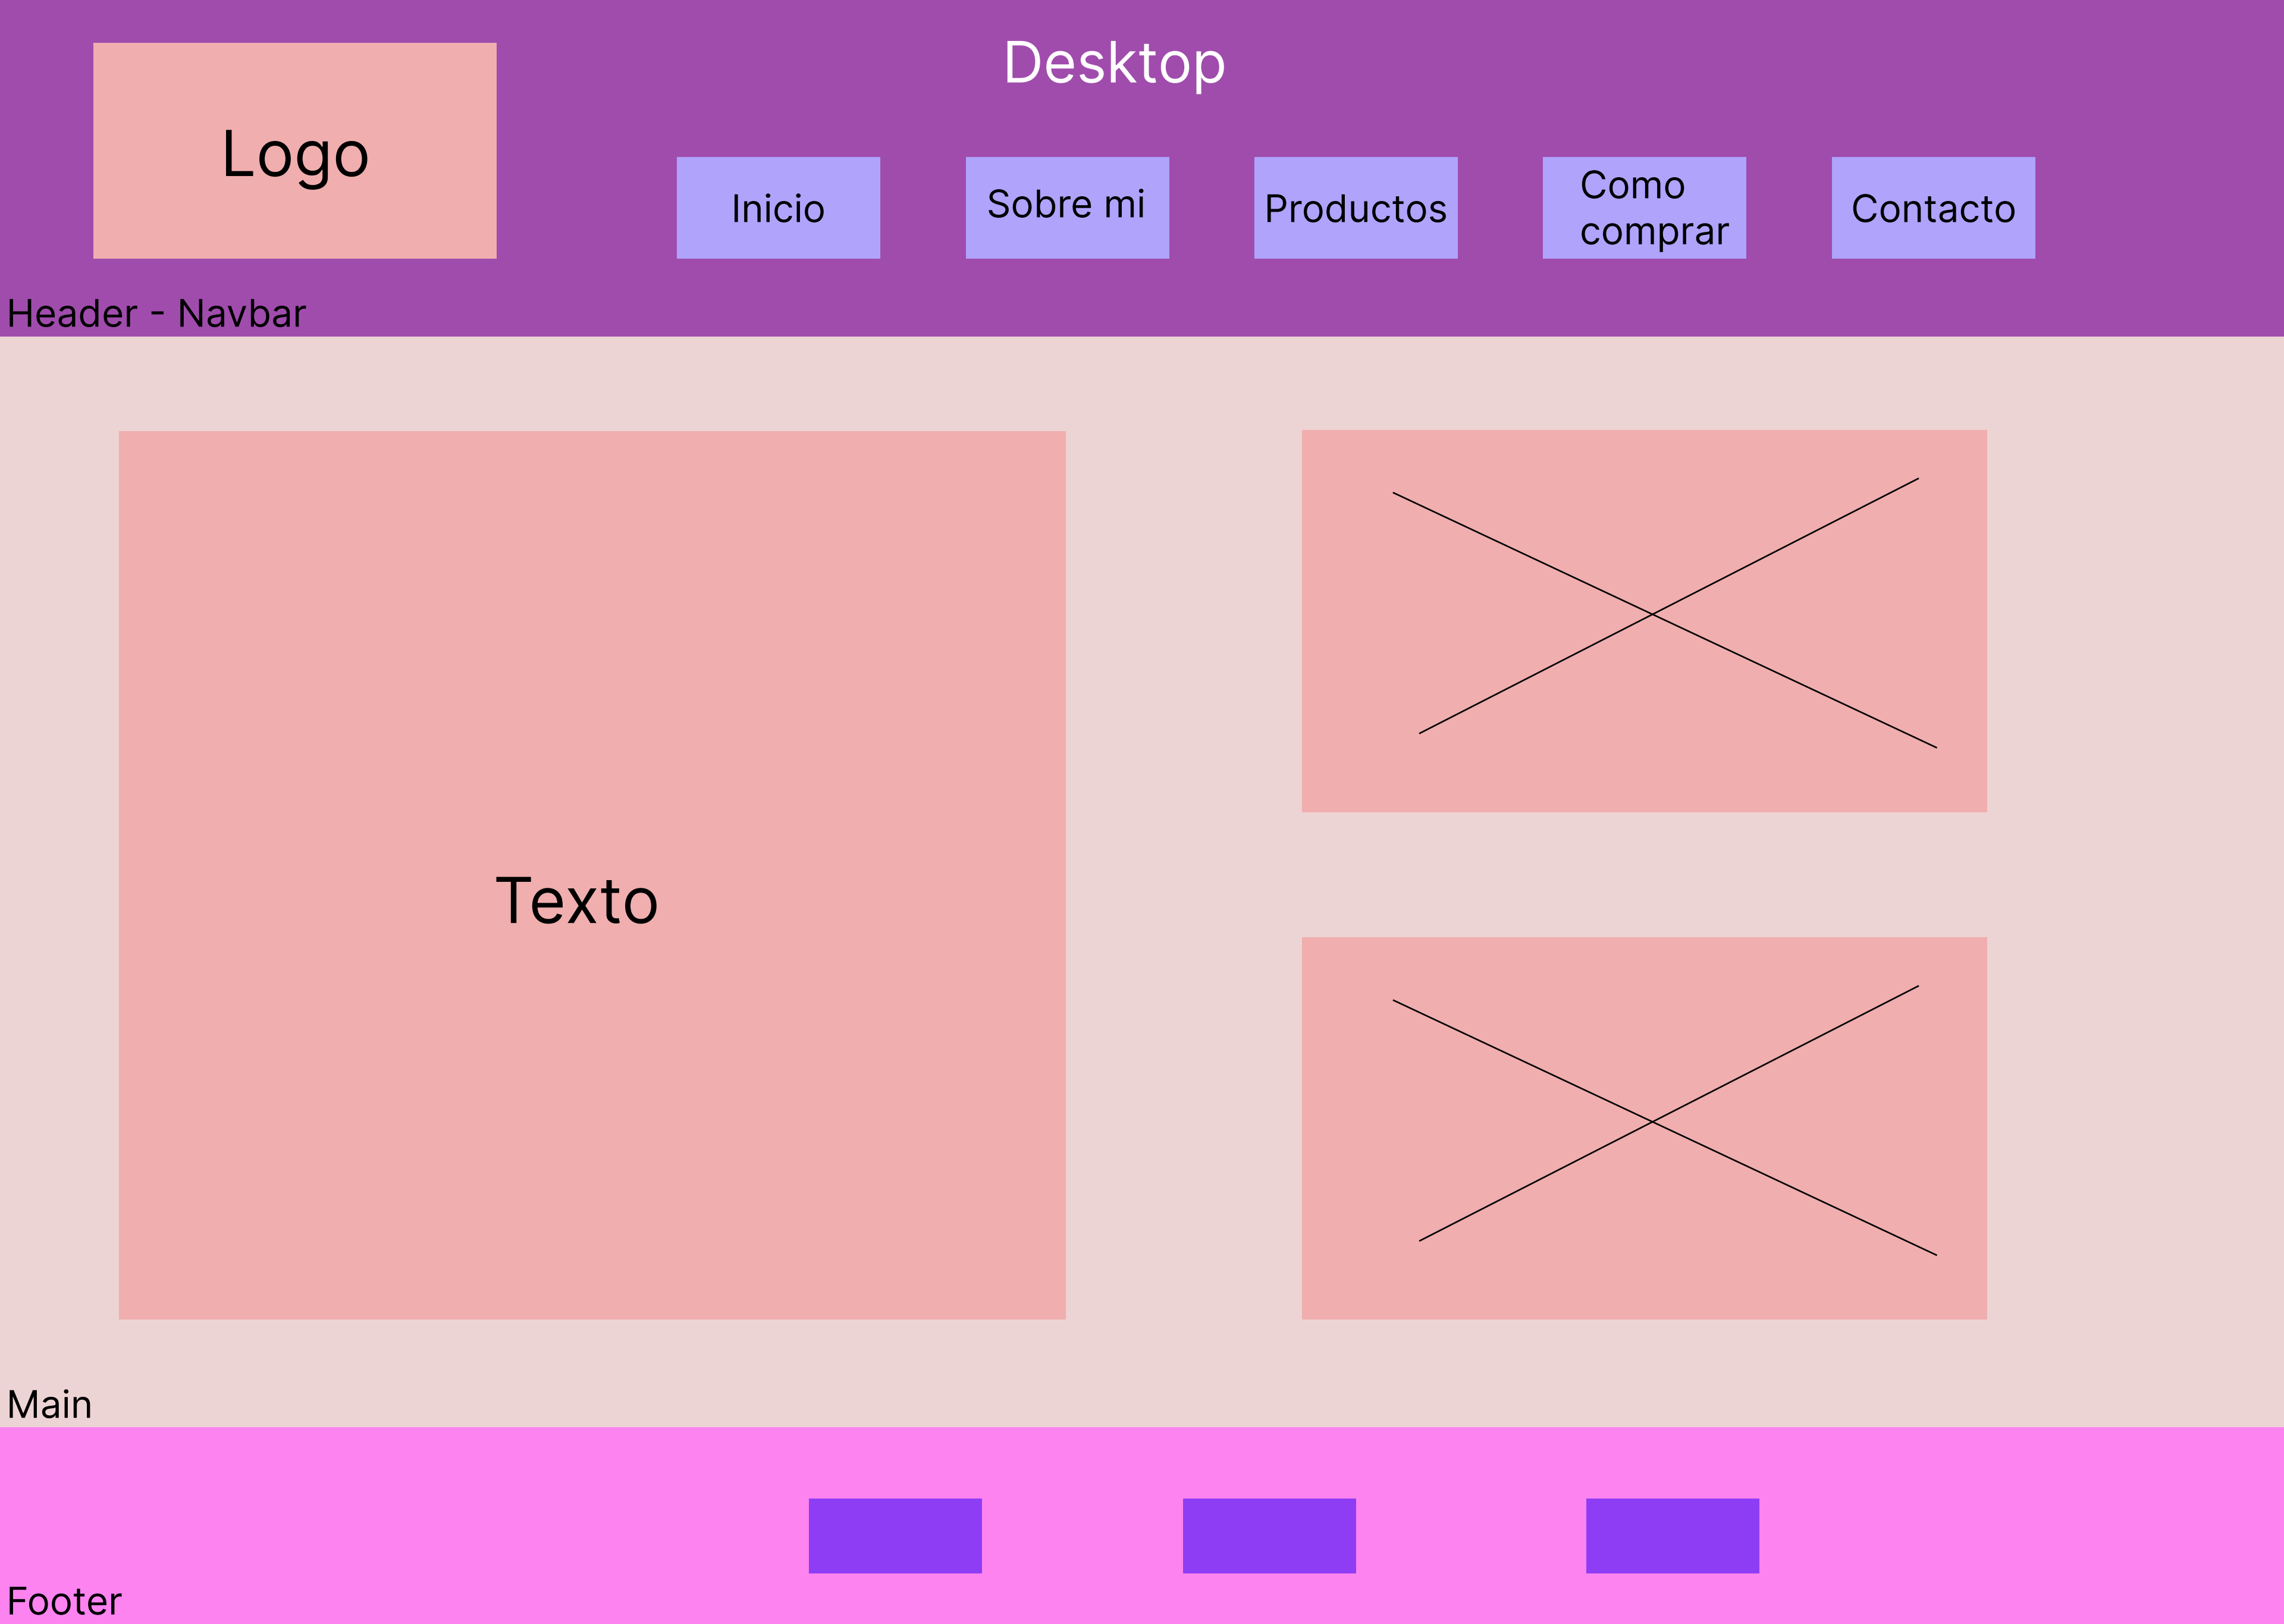 Desktop
Logo
Inicio
Sobre mi
Productos
Como
comprar
Contacto
Header - Navbar
Texto
Main
Footer